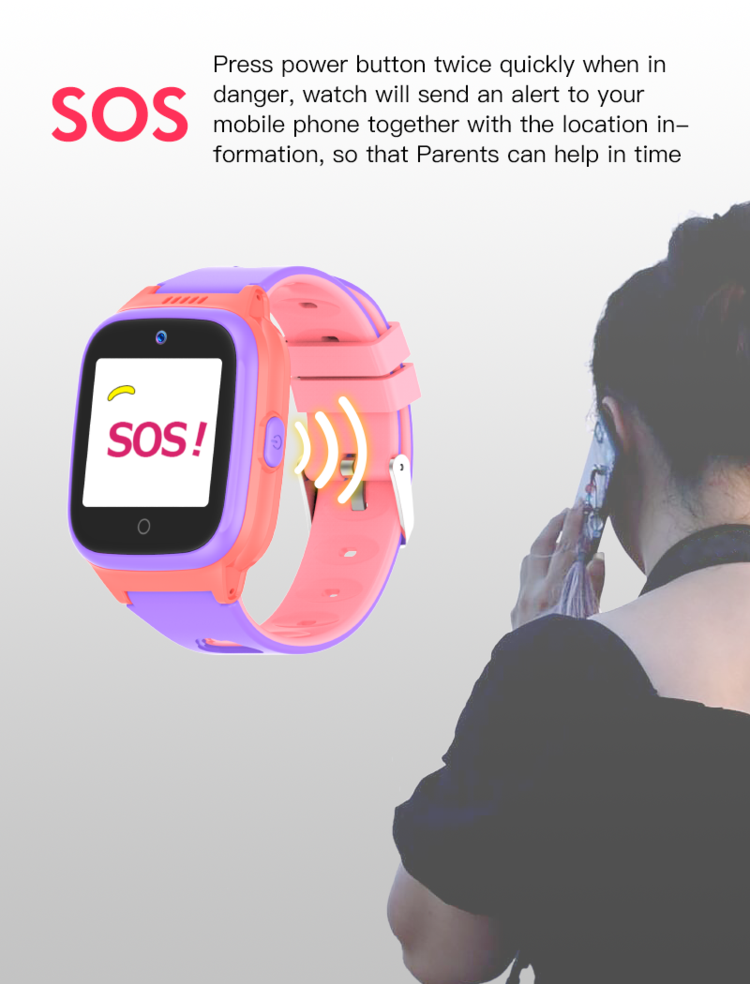 SOS
Press power button twice quickly when in
danger, watch will send an alert to your
mobile phone together with the location in–
formation, so that Parents can help in time
SOS!